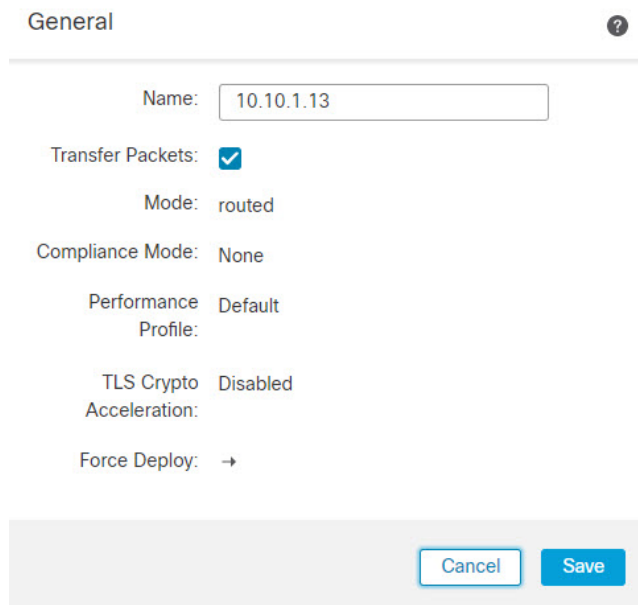 General
?
Name: 10.10.1.13
Transfer Packets:
Mode: routed
Compliance Mode: None
Performance Default
Profile:
TLS Crypto Disabled
Acceleration:
Force Deploy: →
Cancel Save